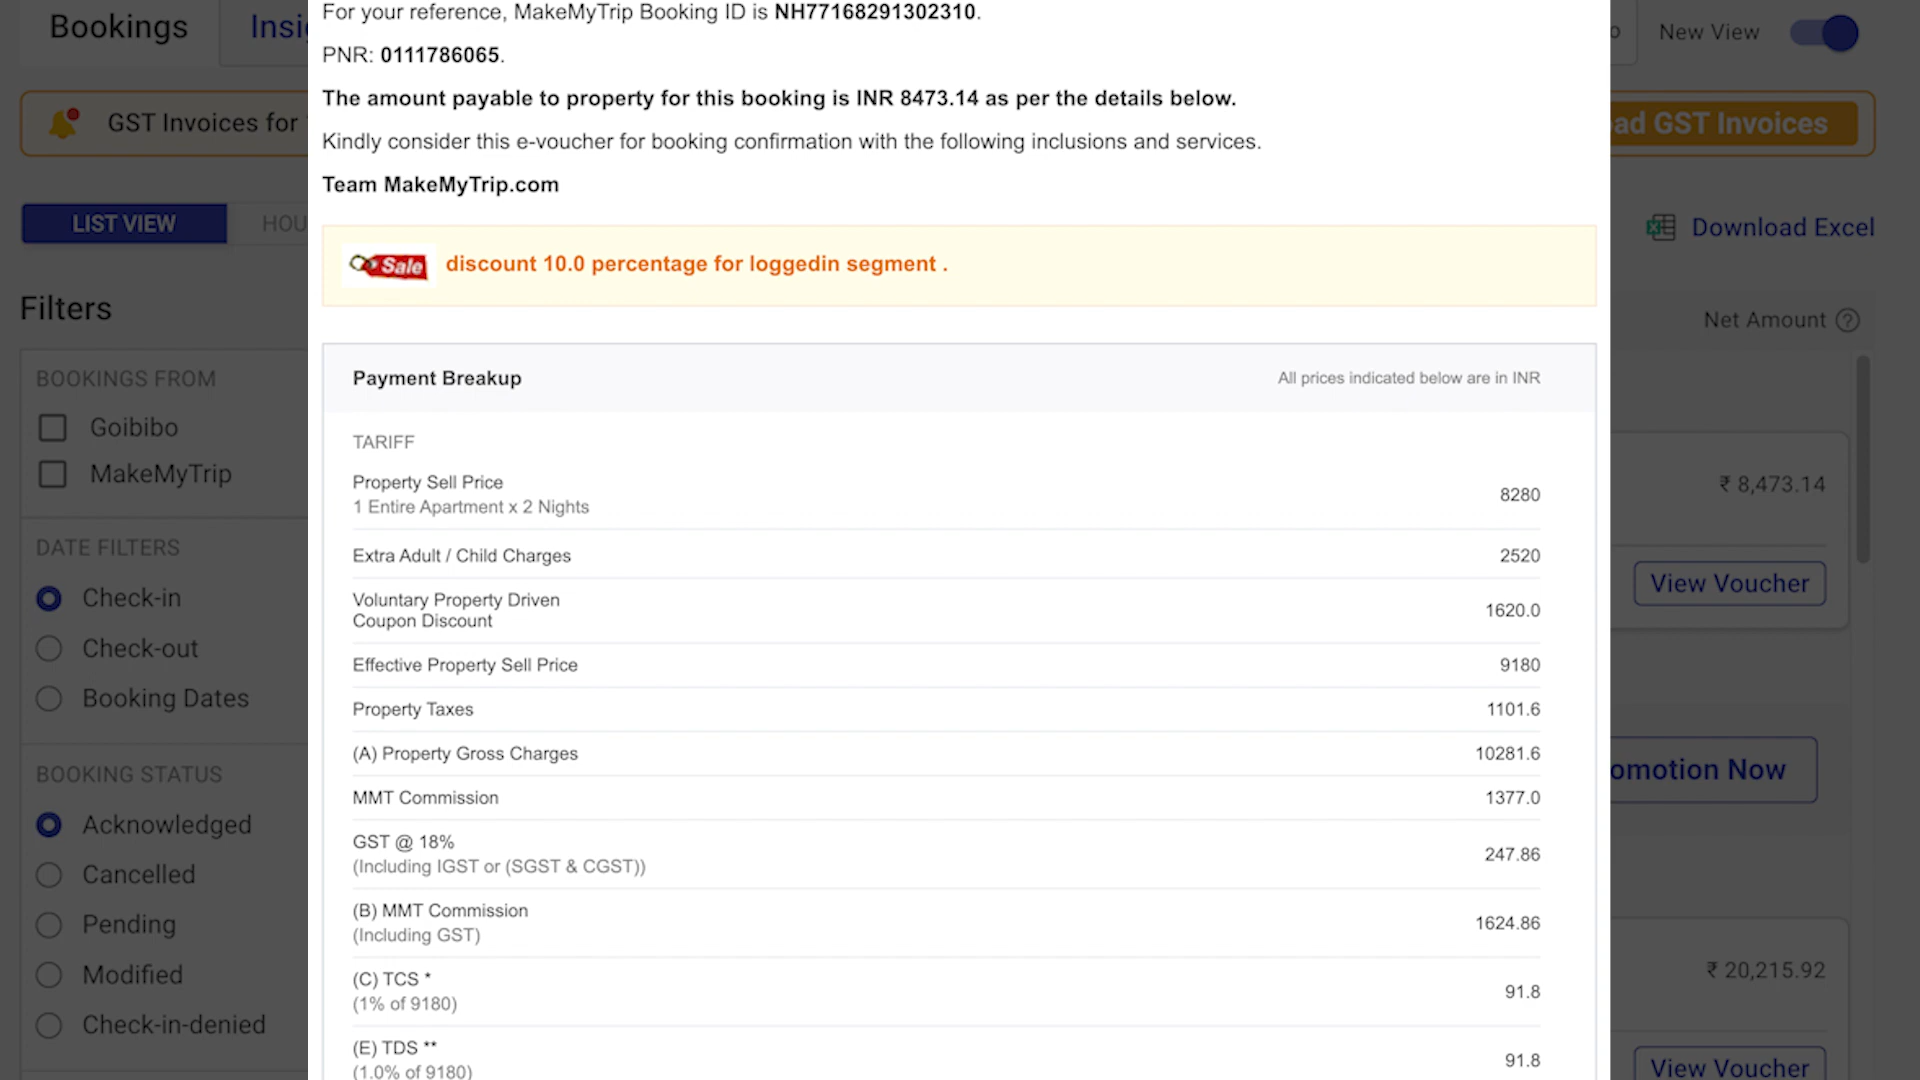 For your reference, MakeMyTrip Booking ID is NH77168291302310.
PNR: 0111786065.
The amount payable to property for this booking is INR 8473.14 as per the details below.
Kindly consider this e-voucher for booking confirmation with the following inclusions and services.
Team MakeMyTrip.com
Sale discount 10.0 percentage for loggedin segment .
Payment Breakup All prices indicated below are in INR
TARIFF
Property Sell Price
1 Entire Apartment x 2 Nights
8280
Extra Adult / Child Charges 2520
Voluntary Property Driven
Coupon Discount
1620.0
Effective Property Sell Price 9180
Property Taxes 1101.6
(A) Property Gross Charges 10281.6
MMT Commission 1377.0
GST @ 18%
(Including IGST or (SGST & CGST))
247.86
(B) MMT Commission
(Including GST)
1624.86
(C) TCS *
(1% of 9180)
91.8
(E) TDS **
(1.0% of 9180)
91.8
Bookings
New View
GST Invoices for
GST Invoices
LIST VIEW
Download Excel
Filters
Net Amount ?
BOOKINGS FROM
Goibibo
MakeMyTrip
DATE FILTERS
Check-in
Check-out
Booking Dates
BOOKING STATUS
Acknowledged
Cancelled
Pending
Modified
Check-in-denied
₹ 8,473.14
View Voucher
Now
₹ 20,215.92
View Voucher